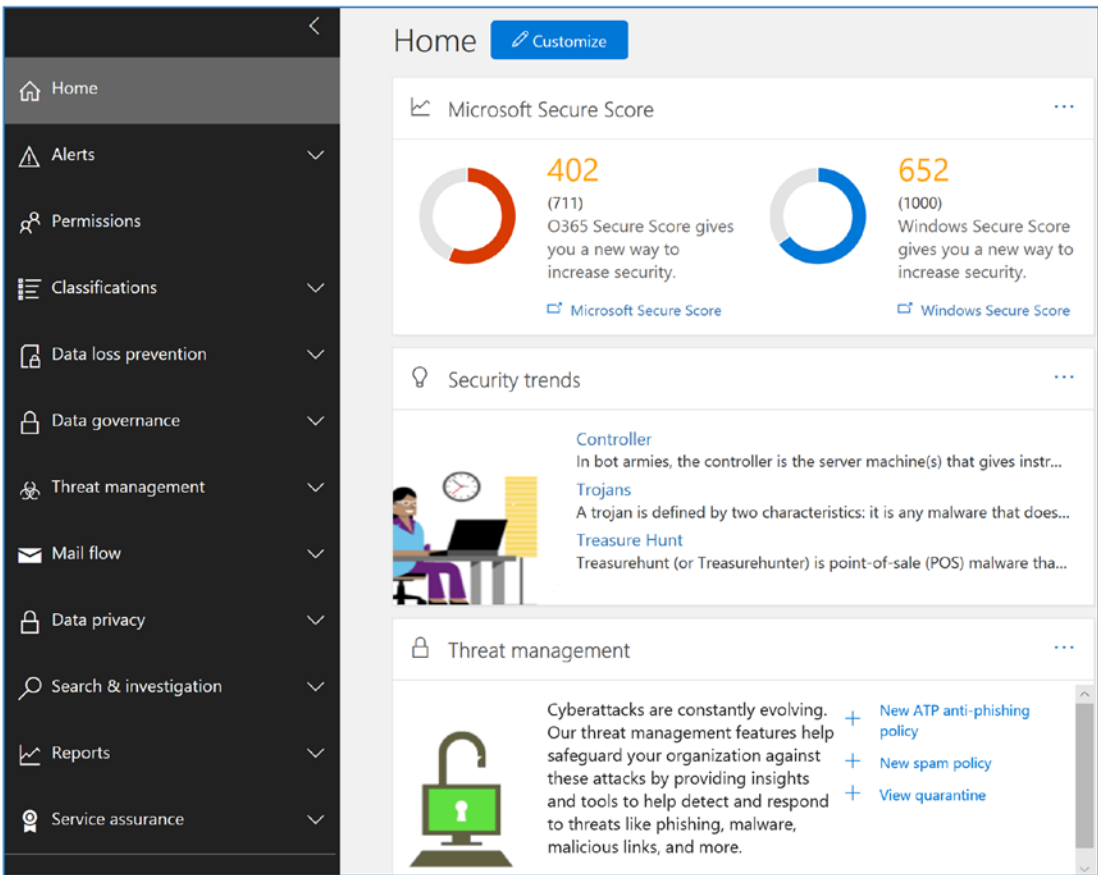 Home
Alerts
Permissions
Classifications
Data loss prevention
Data governance
Threat management
Mail flow
Data privacy
Search & investigation
Reports
Service assurance
Home
Customize
Microsoft Secure Score
402
(711)
O365 Secure Score gives
you a new way to
increase security.
Microsoft Secure Score
652
(1000)
Windows Secure Score
gives you a new way to
increase security.
Windows Secure Score
Security trends
Controller
In bot armies, the controller is the server machine(s) that gives instr...
Trojans
A trojan is defined by two characteristics: it is any malware that does...
Treasure Hunt
Treasurehunt (or Treasurehunter) is point-of-sale (POS) malware tha...
Threat management
Cyberattacks are constantly evolving.
Our threat management features help
safeguard your organization against
these attacks by providing insights
and tools to help detect and respond
to threats like phishing, malware,
malicious links, and more.
New ATP anti-phishing
policy
New spam policy
View quarantine